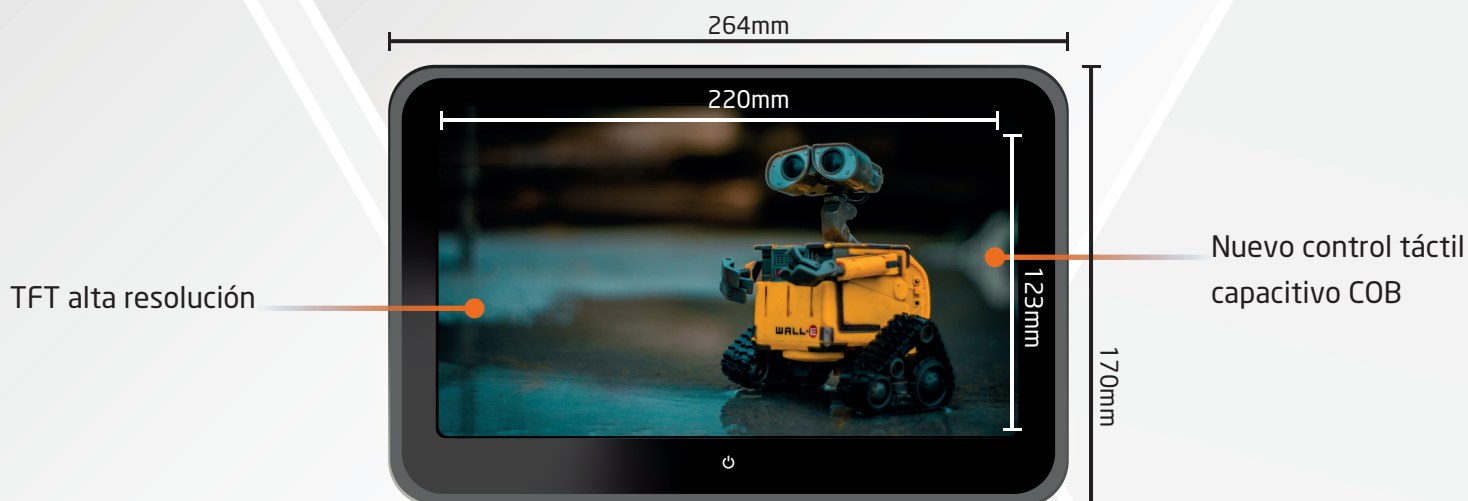 264mm
220mm
TFT alta resolución
WALL·E
123mm
170mm
Nuevo control táctil
capacitivo COB